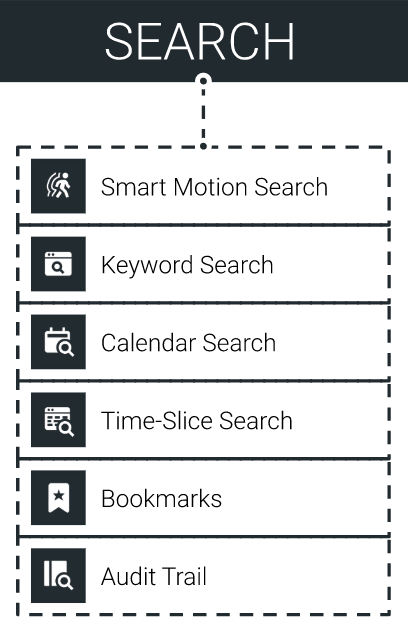 SEARCH
Smart Motion Search
Keyword Search
Calendar Search
Time-Slice Search
Bookmarks
Audit Trail